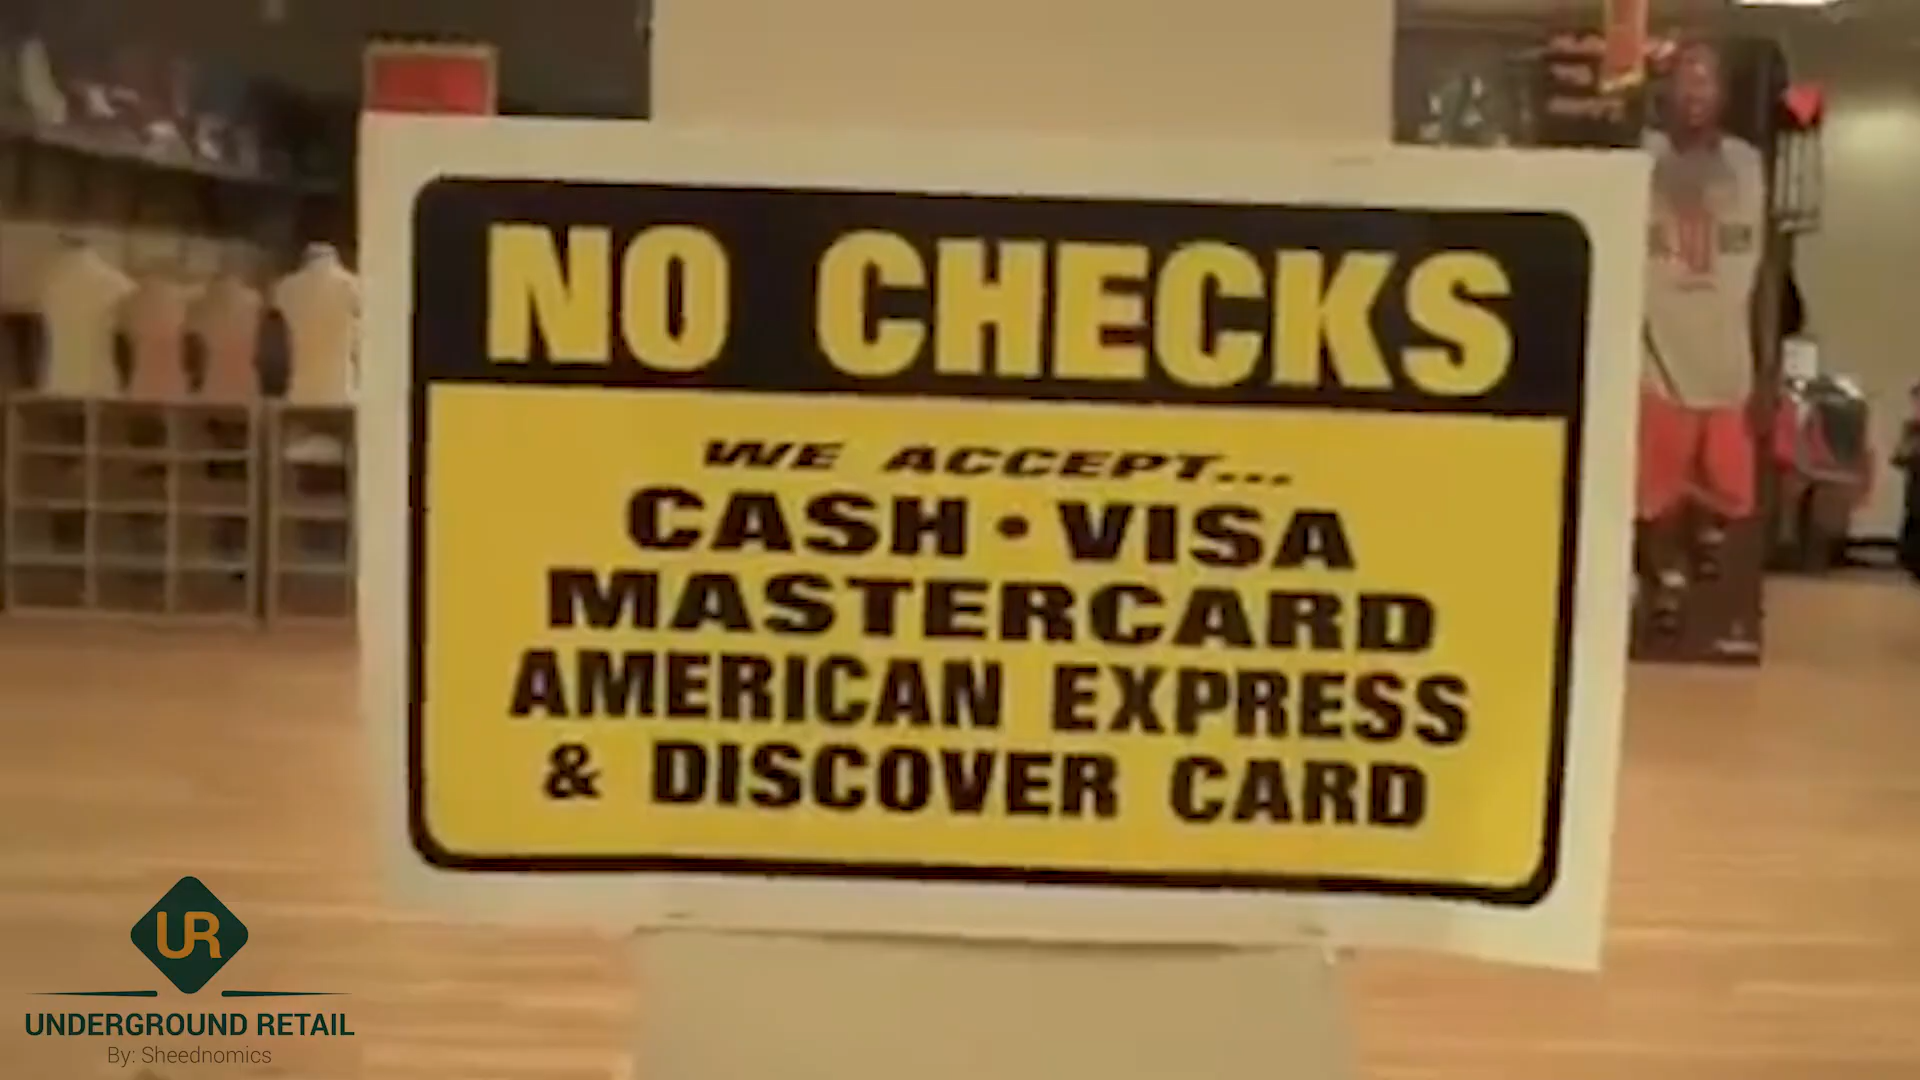 NO CHECKS
WE ACCEPT...
CASH • VISA
MASTERCARD
AMERICAN EXPRESS
& DISCOVER CARD
UR
UNDERGROUND RETAIL
By: Sheednomics